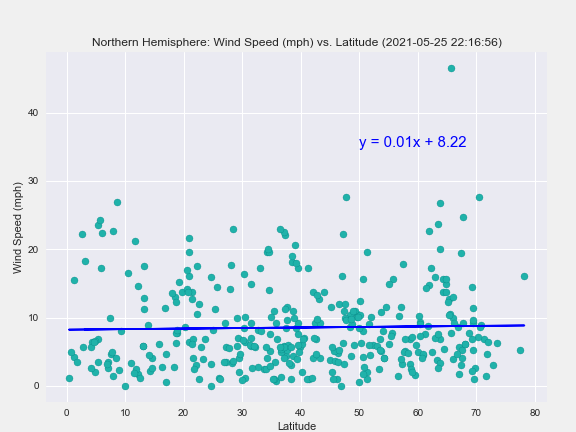 Northern Hemisphere: Wind Speed (mph) vs. Latitude (2021-05-25 22:16:56)
y = 0.01x + 8.22
Wind Speed (mph)
40
30
20
10
0
0 10 20 30 40 50 60 70 80
Latitude